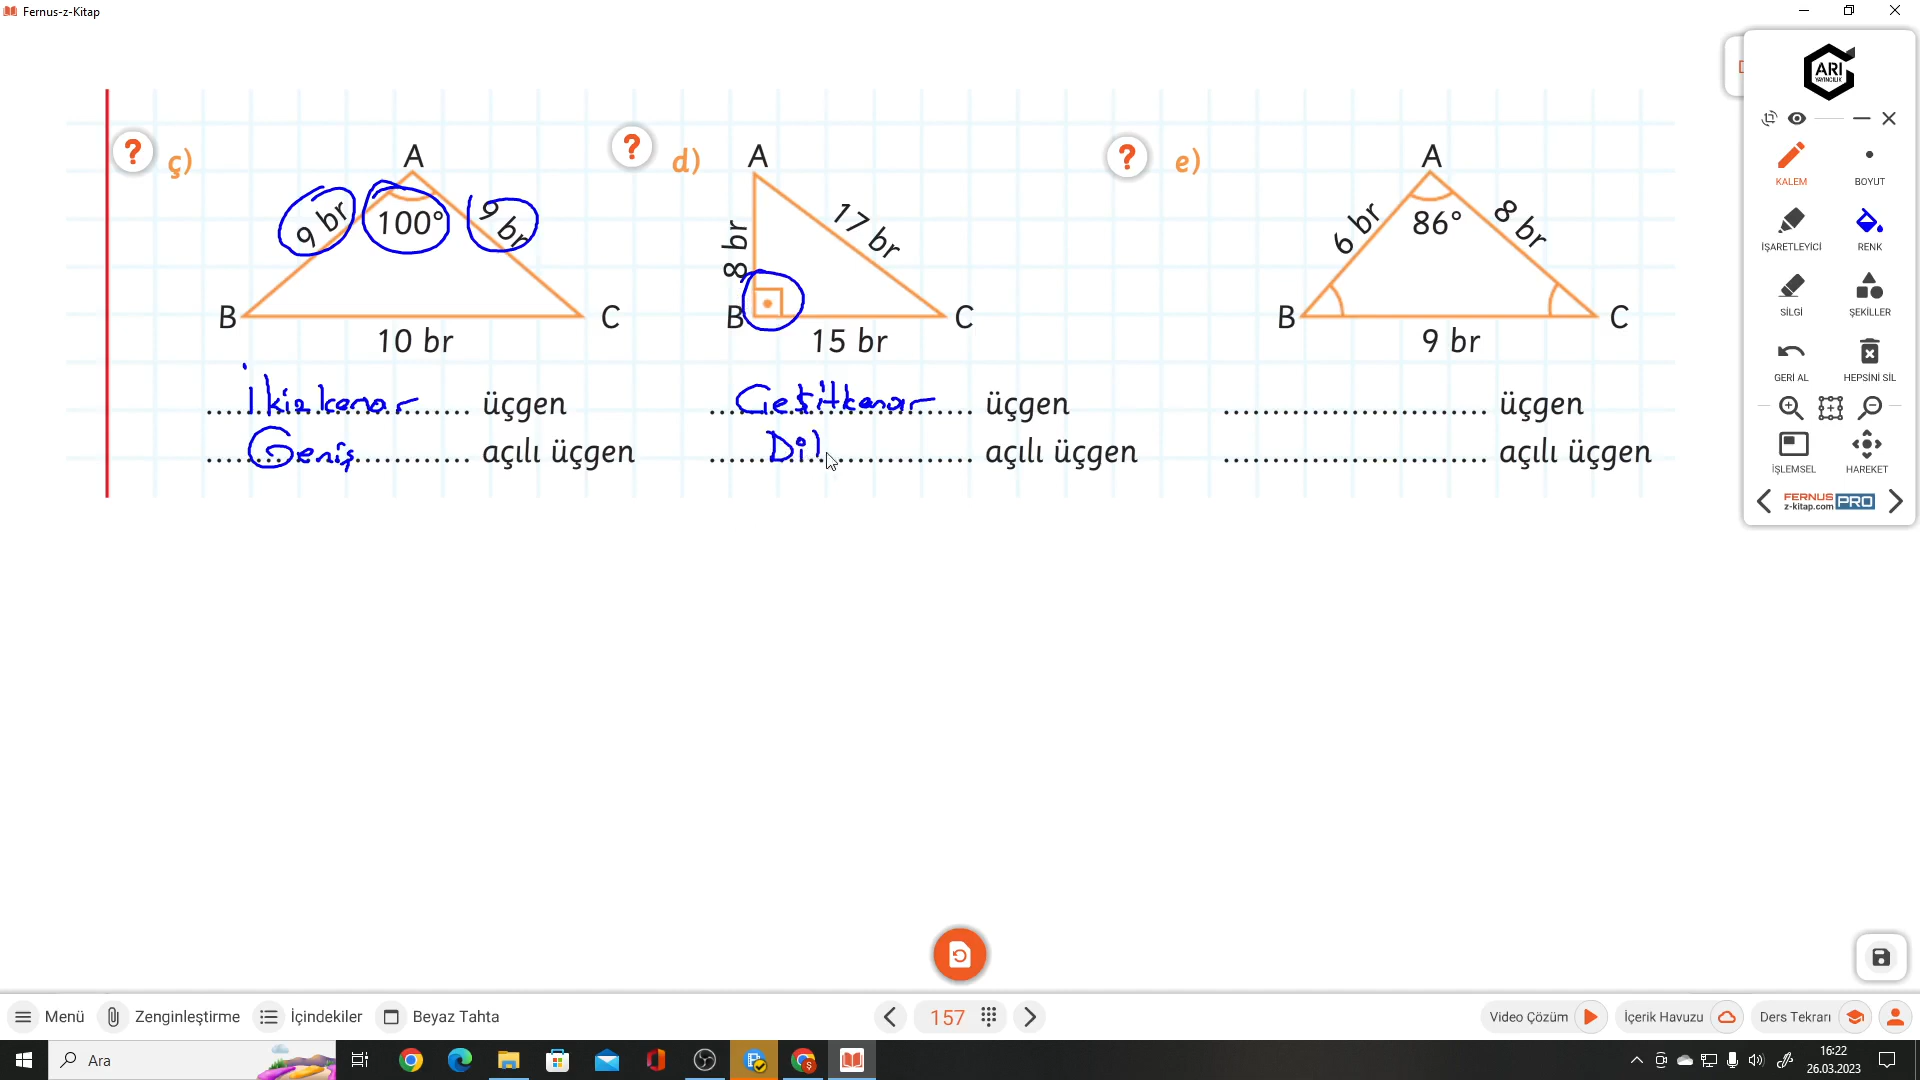 Fernus-z-Kitap
ARI
YAYINCILIK
KALEM
BOYUT
İŞARETLEYİCİ
RENK
SİLGİ
ŞEKİLLER
GERİ AL
HEPSİNİ SİL
İŞLEMSEL
HAREKET
FERNUS
z-kitap.com PRO
? ç)
A
9 br
100°
9 br
B
C
10 br
İkizkenar üçgen
Geniş açılı üçgen
? d)
A
8 br
17 br
B
C
15 br
Çeşitkenar üçgen
Dil açılı üçgen
? e)
A
6 br
86°
8 br
B
C
9 br
üçgen
açılı üçgen
Menü
Zenginleştirme
İçindekiler
Beyaz Tahta
157
Video Çözüm
İçerik Havuzu
Ders Tekrarı
Ara
16:22
26.03.2023